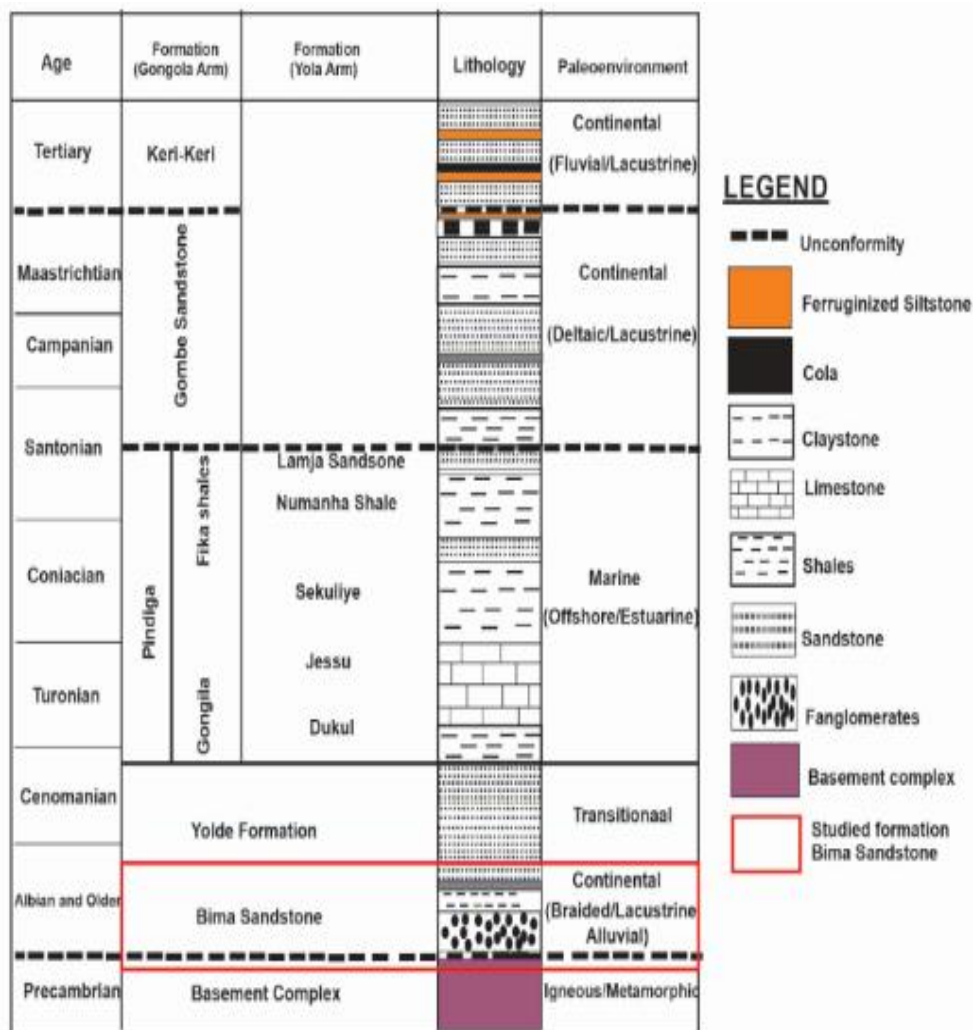 Age
Formation
(Gongola Arm)
Formation
(Yola Arm)
Lithology
Paleoenvironment
Tertiary
Keri-Keri
Continental
(Fluvial/Lacustrine)
Maastrichtian
Campanian
Santonian
Gombe Sandstone
Continental
(Deltaic/Lacustrine)
Coniacian
Turonian
Pindiga
Fika shales
Gongila
Lamja Sandsone
Numanha Shale
Sekuliye
Jessu
Dukul
Marine
(Offshore/Estuarine)
Cenomanian
Yolde Formation
Transitionaal
Albian and Older
Bima Sandstone
Continental
(Braided/Lacustrine
Alluvial)
Precambrian
Basement Complex
Igneous/Metamorphic
LEGEND
Unconformity
Ferruginized Siltstone
Cola
Claystone
Limestone
Shales
Sandstone
Fanglomerates
Basement complex
Studied formation
Bima Sandstone